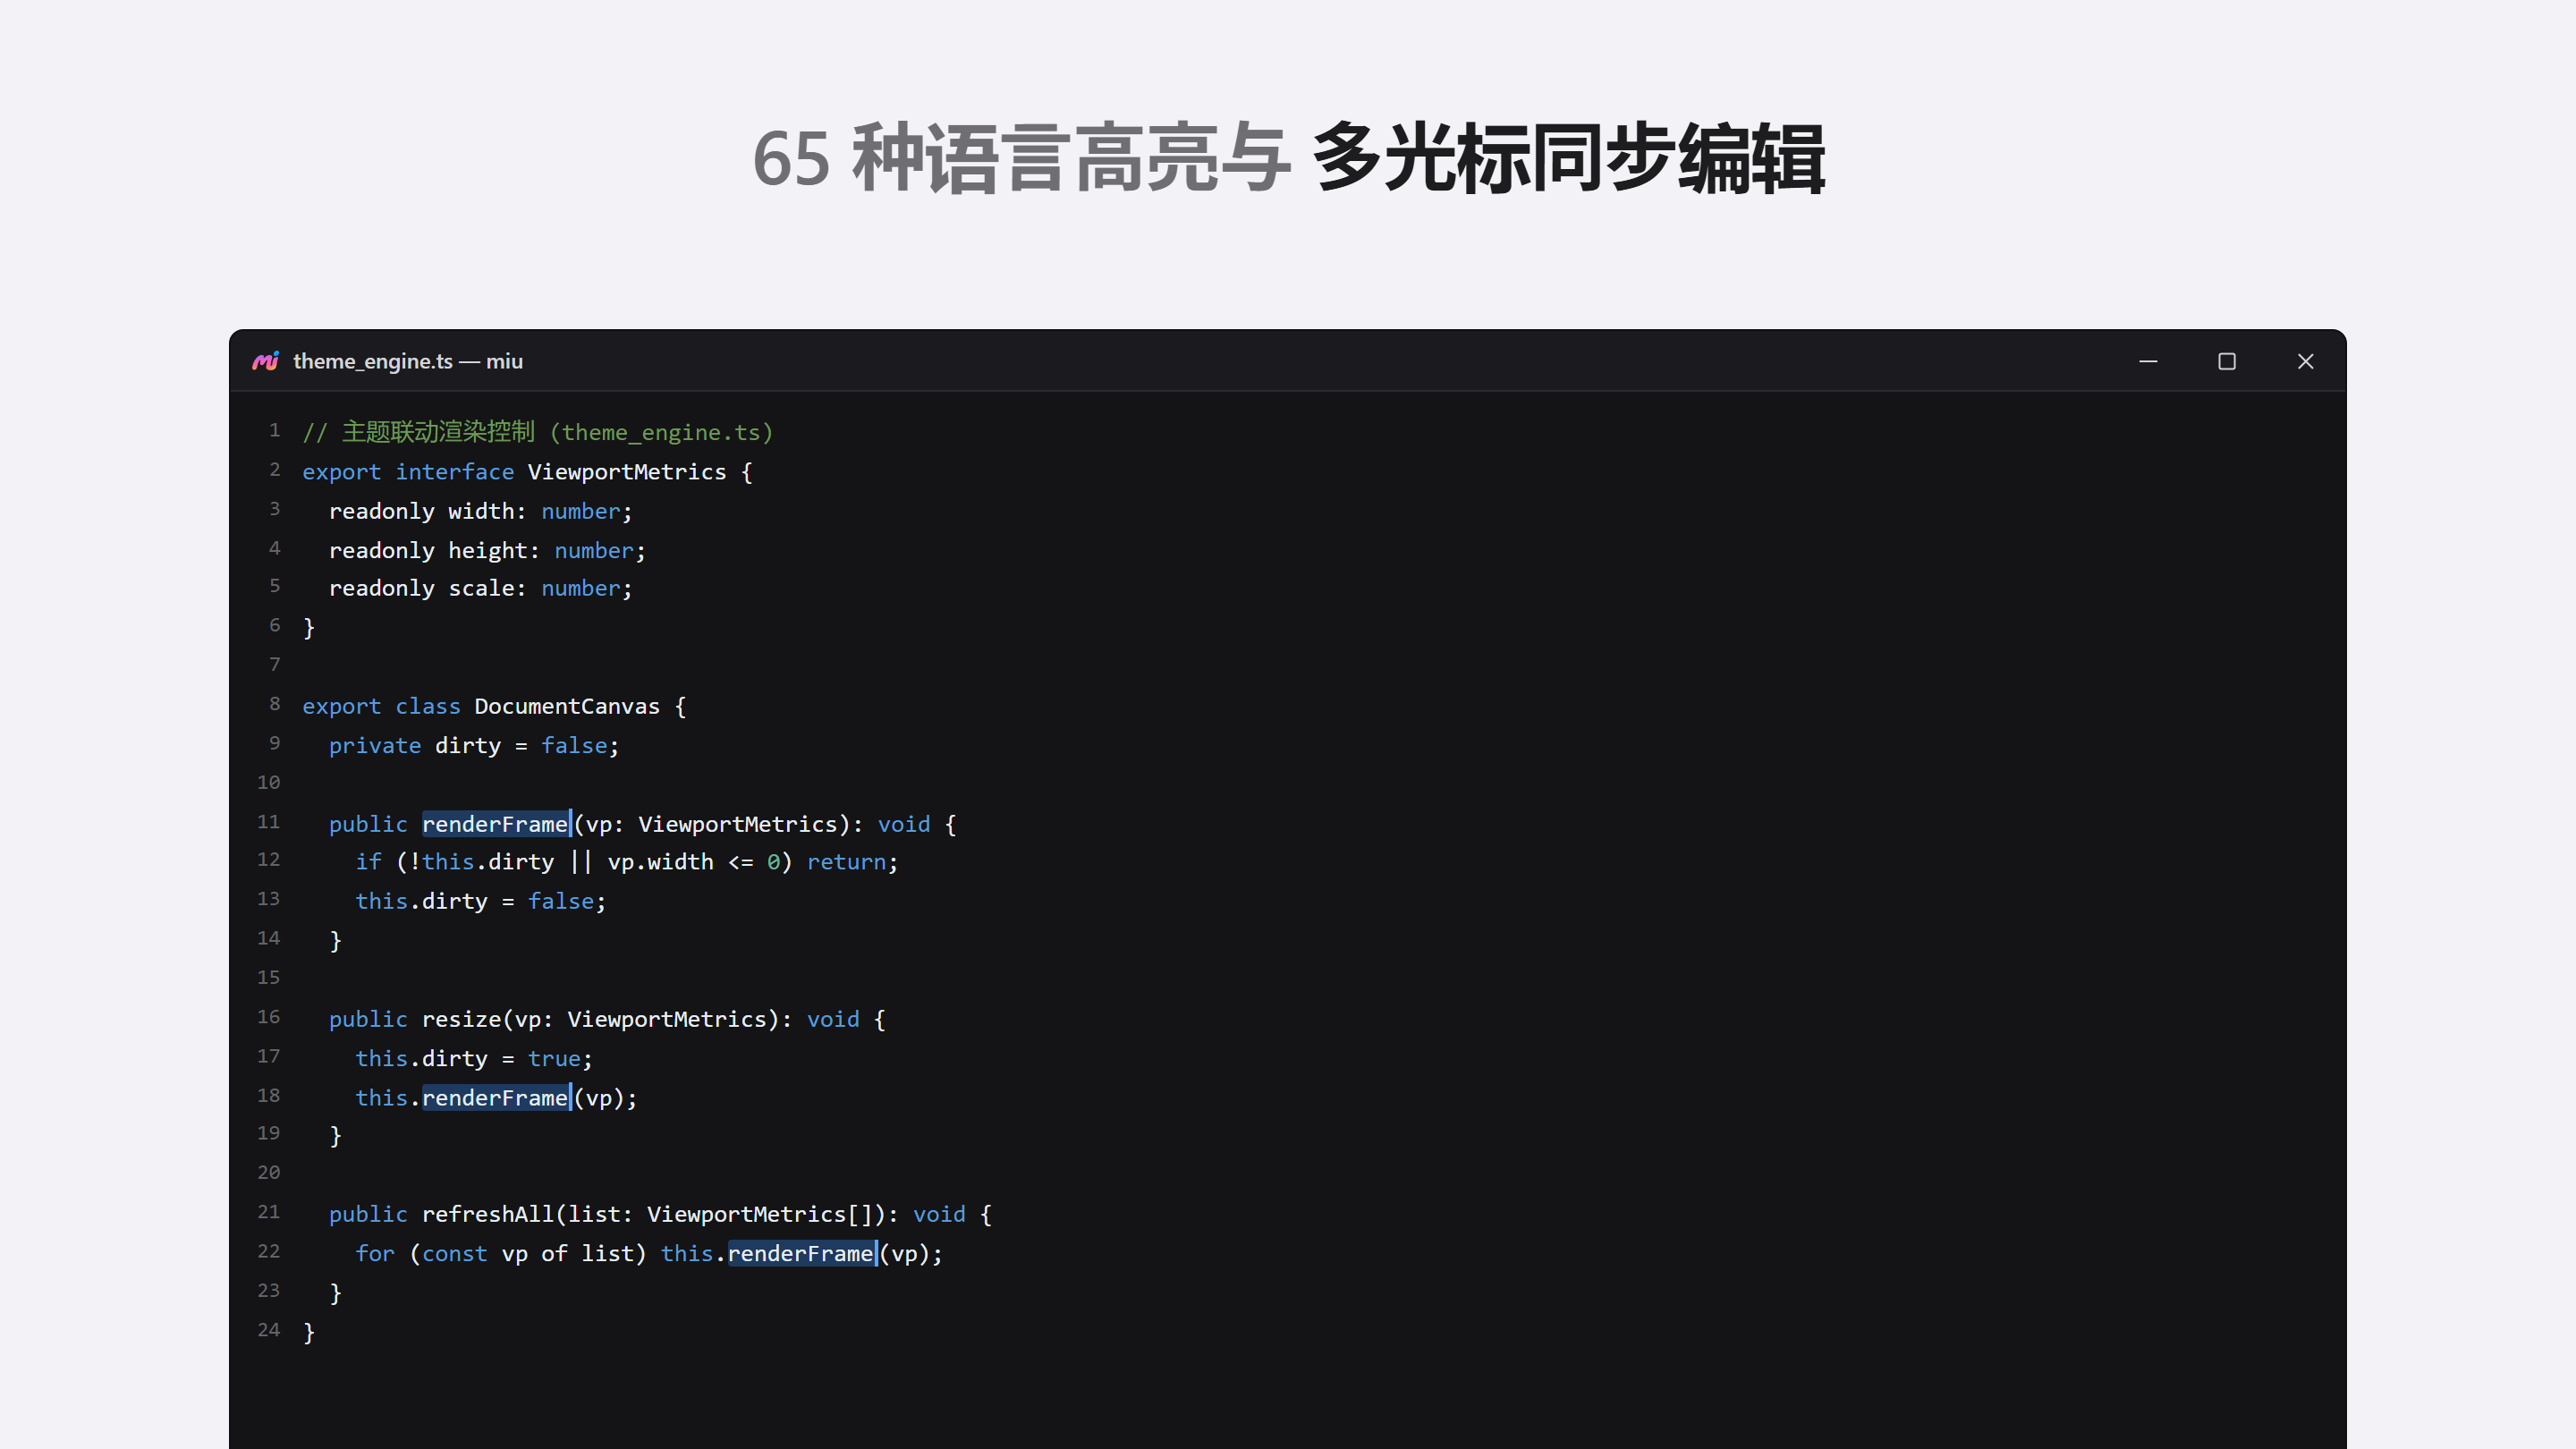 65 种语言高亮与 多光标同步编辑
mi theme_engine.ts — miu
1 // 主题联动渲染控制 (theme_engine.ts)
2 export interface ViewportMetrics {
3   readonly width: number;
4   readonly height: number;
5   readonly scale: number;
6 }
7
8 export class DocumentCanvas {
9   private dirty = false;
10
11   public renderFrame(vp: ViewportMetrics): void {
12     if (!this.dirty || vp.width <= 0) return;
13     this.dirty = false;
14   }
15
16   public resize(vp: ViewportMetrics): void {
17     this.dirty = true;
18     this.renderFrame(vp);
19   }
20
21   public refreshAll(list: ViewportMetrics[]): void {
22     for (const vp of list) this.renderFrame(vp);
23   }
24 }